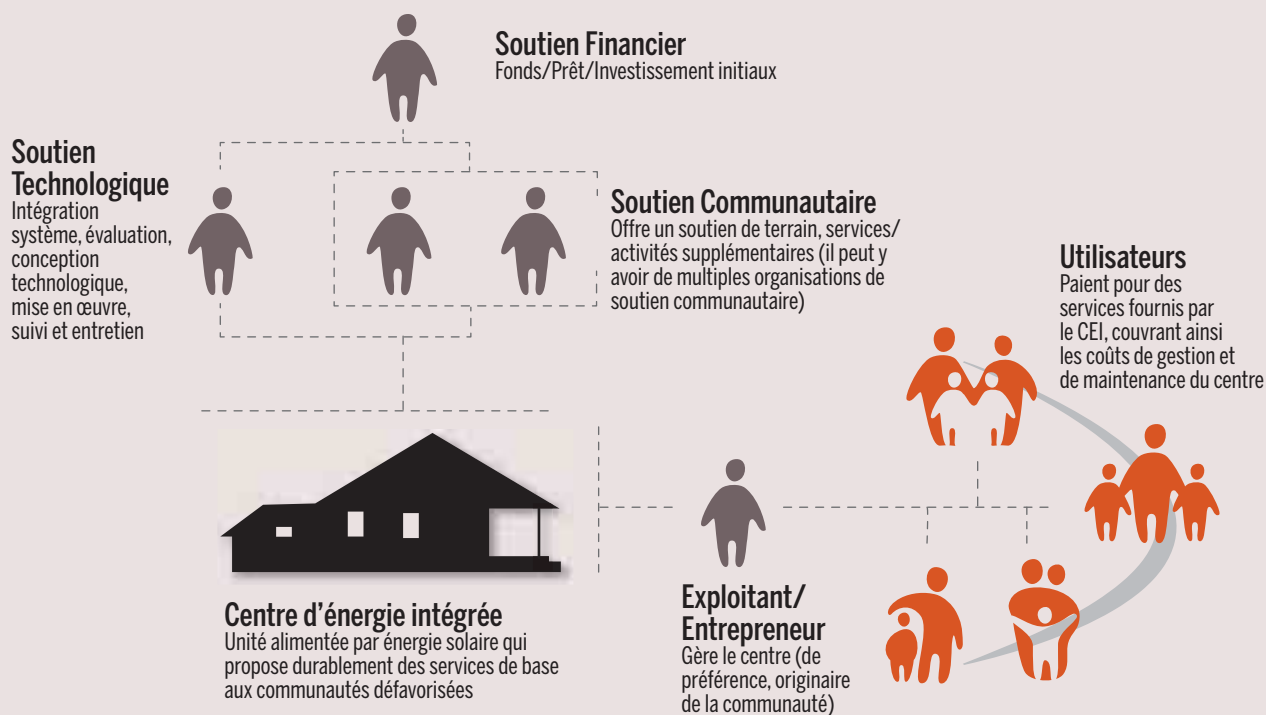 Soutien Financier
Fonds/Prêt/Investissement initiaux
Soutien
Technologique
Intégration
système, évaluation,
conception
technologique,
mise en œuvre,
suivi et entretien
Soutien Communautaire
Offre un soutien de terrain, services/
activités supplémentaires (il peut y
avoir de multiples organisations de
soutien communautaire)
Utilisateurs
Paient pour des
services fournis par
le CEI, couvrant ainsi
les coûts de gestion et
de maintenance du centre
Centre d’énergie intégrée
Unité alimentée par énergie solaire qui
propose durablement des services de base
aux communautés défavorisées
Exploitant/
Entrepreneur
Gère le centre (de
préférence, originaire
de la communauté)